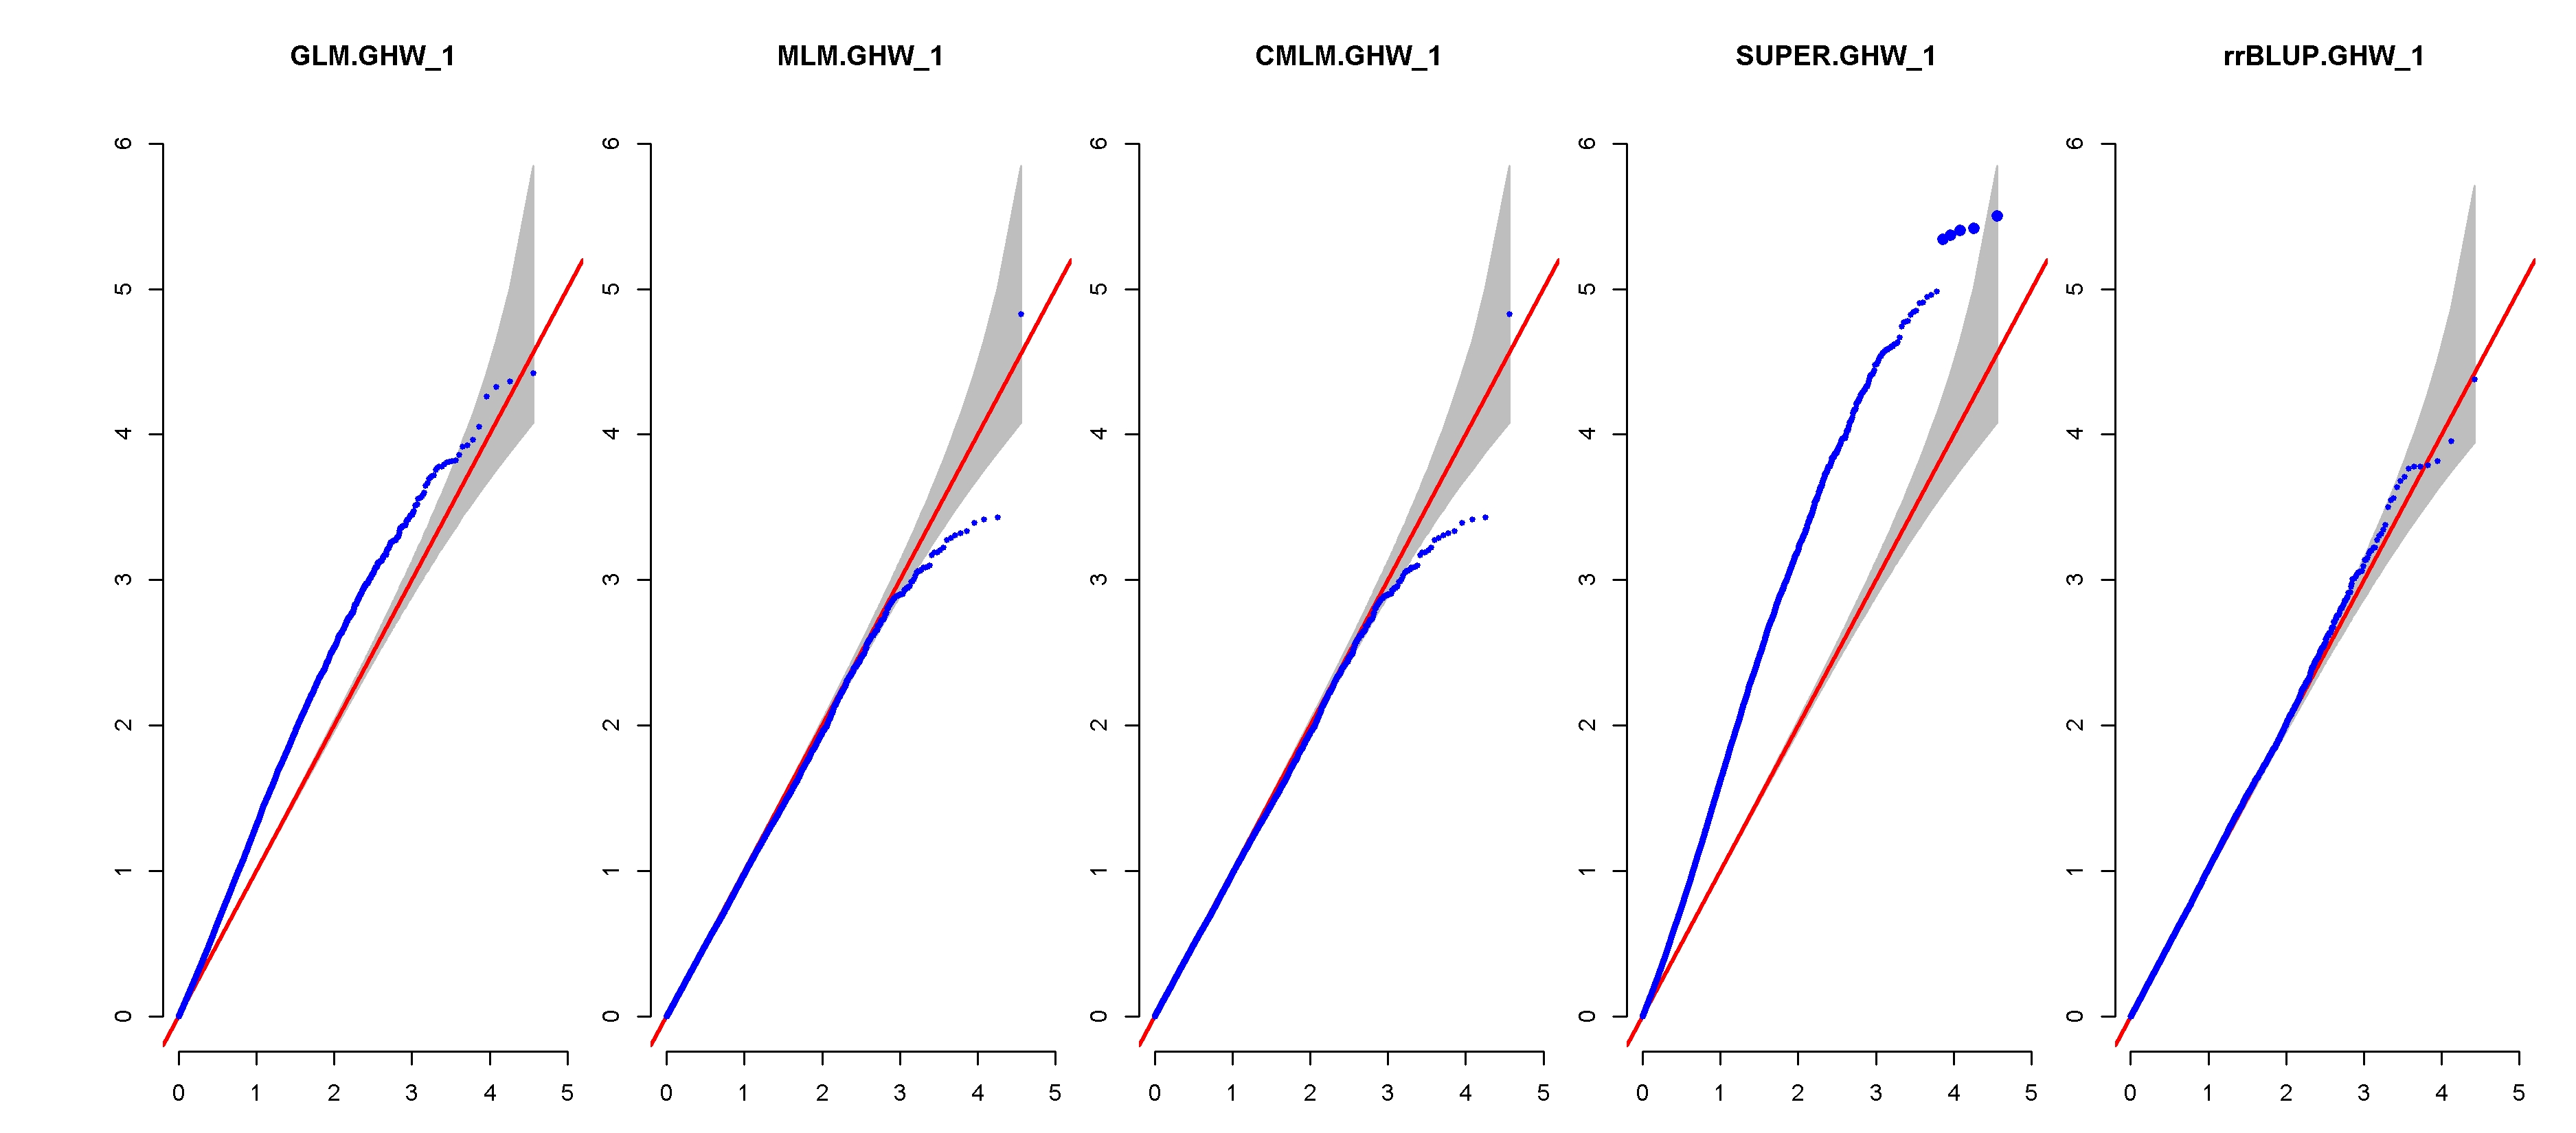 GLM.GHW_1 MLM.GHW_1 CMLM.GHW_1 SUPER.GHW_1 rrBLUP.GHW_1
6 6 6 6 6
5 5 5 5 5
4 4 4 4 4
3 3 3 3 3
2 2 2 2 2
1 1 1 1 1
0 0 0 0 0
0 1 2 3 4 5 0 1 2 3 4 5 0 1 2 3 4 5 0 1 2 3 4 5 0 1 2 3 4 5